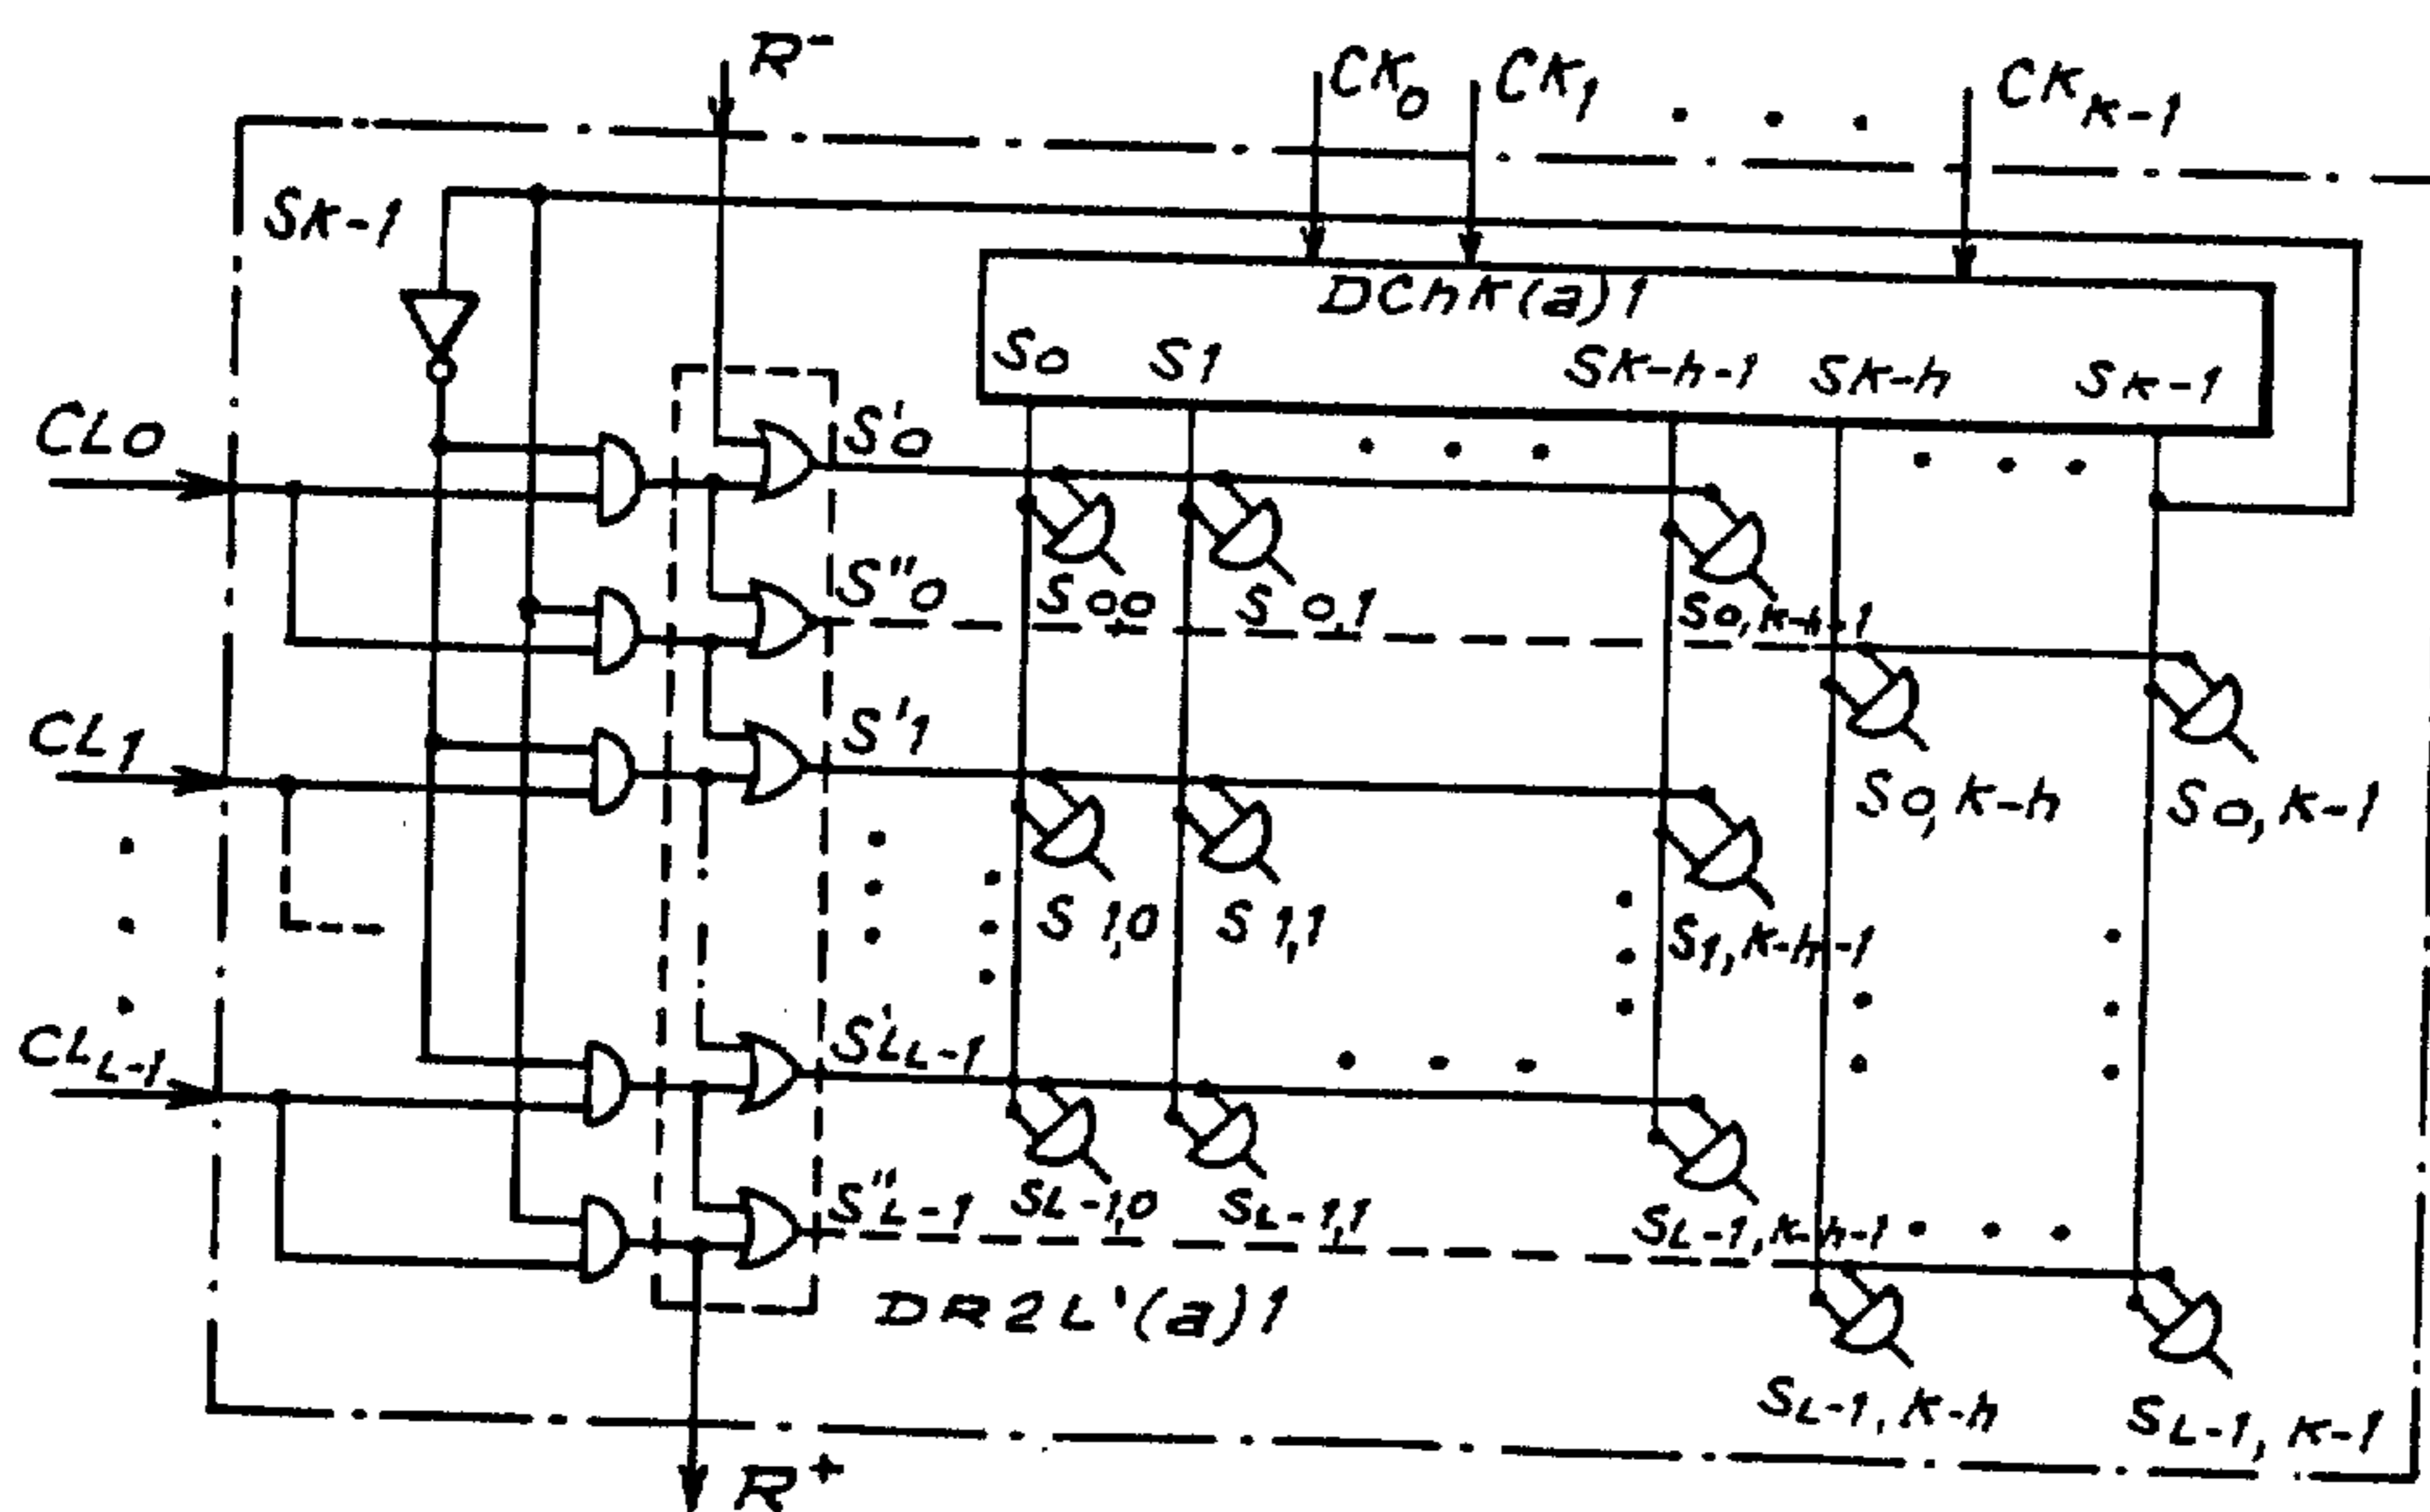 R-
CK0 CK1 CKK-1
SK-1
DChK(a)1
S0 S1 SK-h-1 SK-h SK-1
CL0
S'0
S"0
S00 S0,1 S0,K-h-1
CL1
S'1
S0,K-h S0,K-1
S1,0 S1,1 S1,K-h-1
CLL-1
S'L-1
S"L-1
SL-1,0 SL-1,1 SL-1,K-h-1
DR2L'(a)1
SL-1,K-h SL-1,K-1
R+